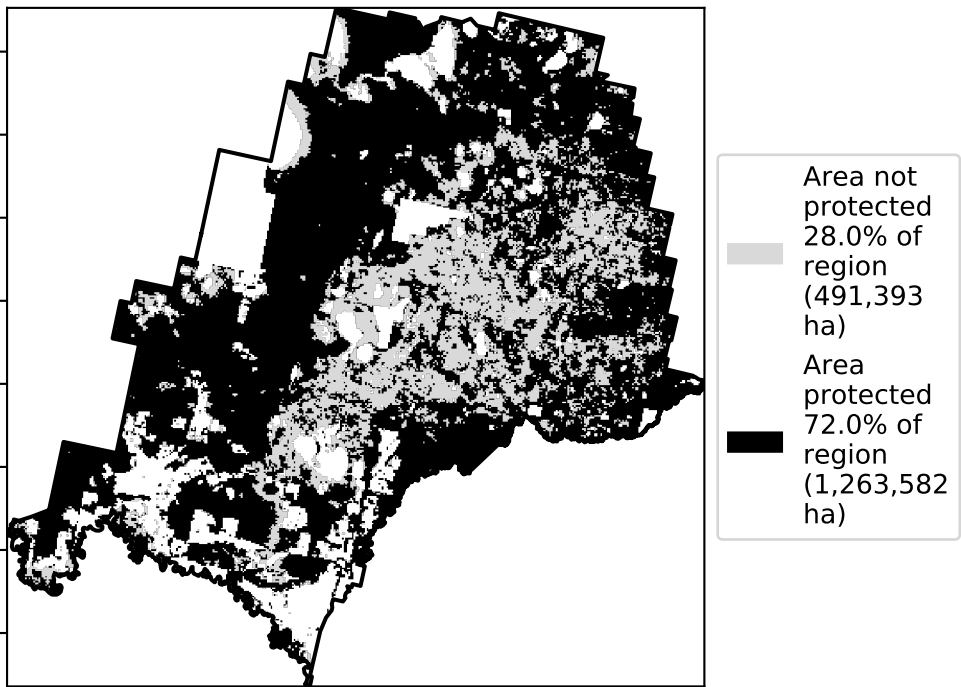 Area not
protected
28.0% of
region
(491,393
ha)
Area
protected
72.0% of
region
(1,263,582
ha)